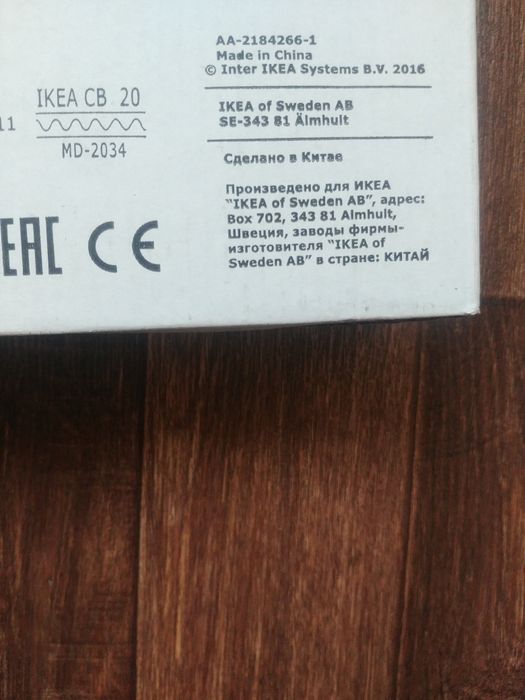 AA-2184266-1
Made in China
© Inter IKEA Systems B.V. 2016
IKEA CB 20
11
MD-2034
IKEA of Sweden AB
SE-343 81 Älmhult
Сделано в Китае
Произведено для ИКЕА
"IKEA of Sweden AB", адрес:
Box 702, 343 81 Almhult,
Швеция, заводы фирмы-
изготовителя "IKEA of
Sweden AB" в стране: КИТАЙ
EAC CE